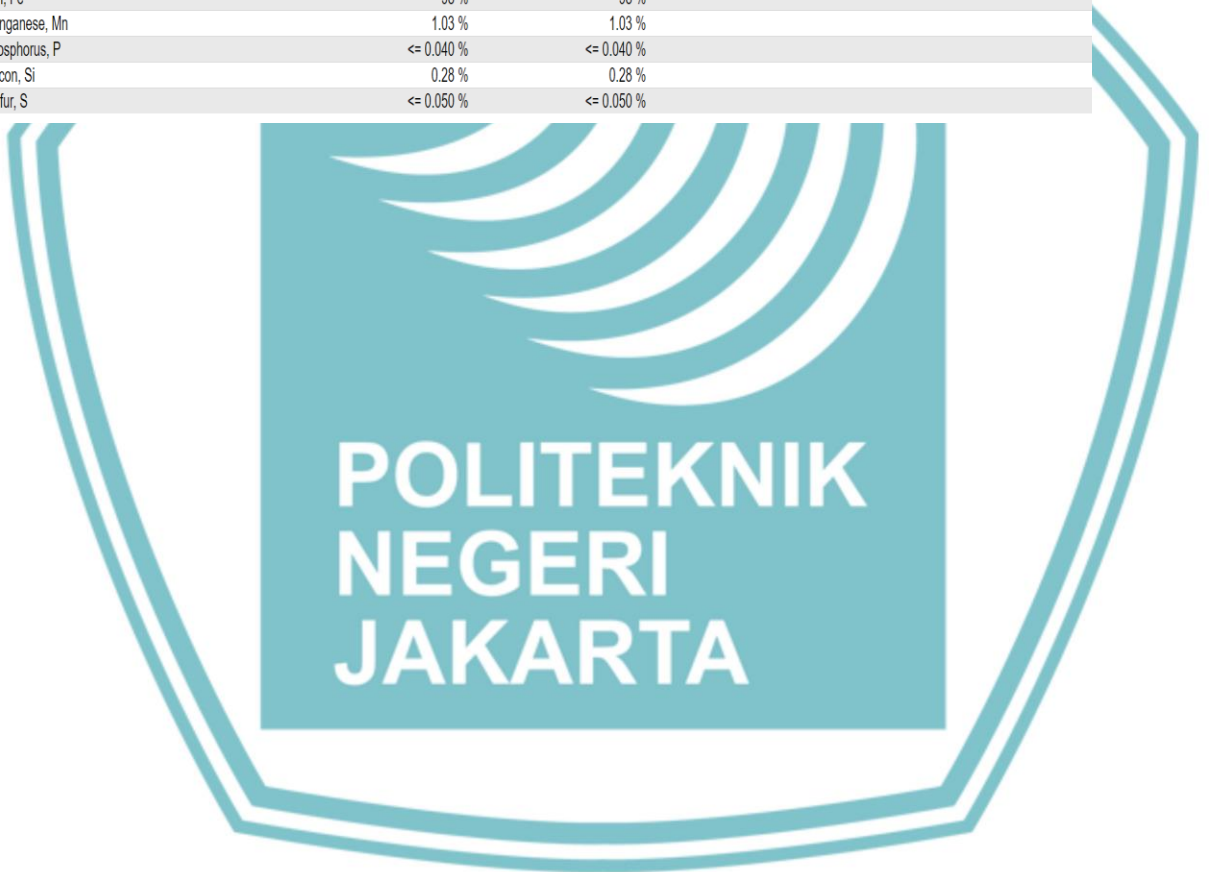 nganese, Mn 1.03 % 1.03 %
osphorus, P <= 0.040 % <= 0.040 %
con, Si 0.28 % 0.28 %
fur, S <= 0.050 % <= 0.050 %
POLITEKNIK
NEGERI
JAKARTA